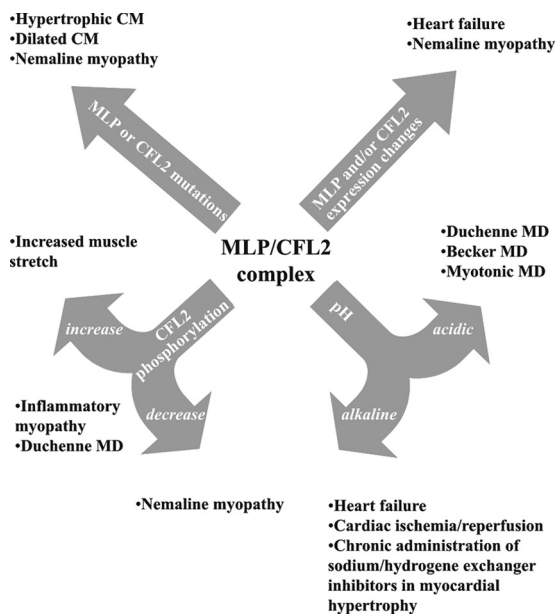 •Hypertrophic CM
•Dilated CM
•Nemaline myopathy
•Heart failure
•Nemaline myopathy
MLP or CFL2 mutations
MLP and/or CFL2
expression changes
MLP/CFL2
complex
•Increased muscle
stretch
•Duchenne MD
•Becker MD
•Myotonic MD
increase
CFL2
phosphorylation
decrease
pH
acidic
alkaline
•Inflammatory
myopathy
•Duchenne MD
•Nemaline myopathy
•Heart failure
•Cardiac ischemia/reperfusion
•Chronic administration of
sodium/hydrogene exchanger
inhibitors in myocardial
hypertrophy